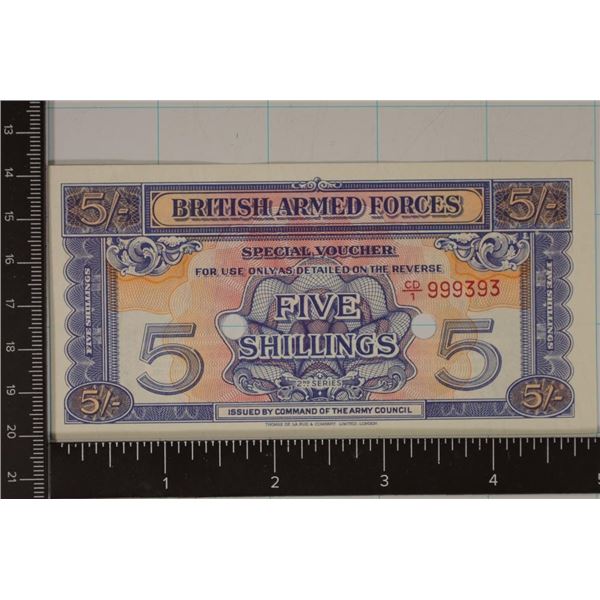 5/-
BRITISH ARMED FORCES
5/-
SPECIAL VOUCHER
FOR USE ONLY AS DETAILED ON THE REVERSE
CD/1 999393
FIVE SHILLINGS
FIVE SHILLINGS
FIVE
SHILLINGS
5
5
2ND SERIES
5/-
ISSUED BY COMMAND OF THE ARMY COUNCIL
5/-
THOMAS DE LA RUE & COMPANY, LIMITED, LONDON.
13
14
15
16
17
18
19
20
21
1
2
3
4
5